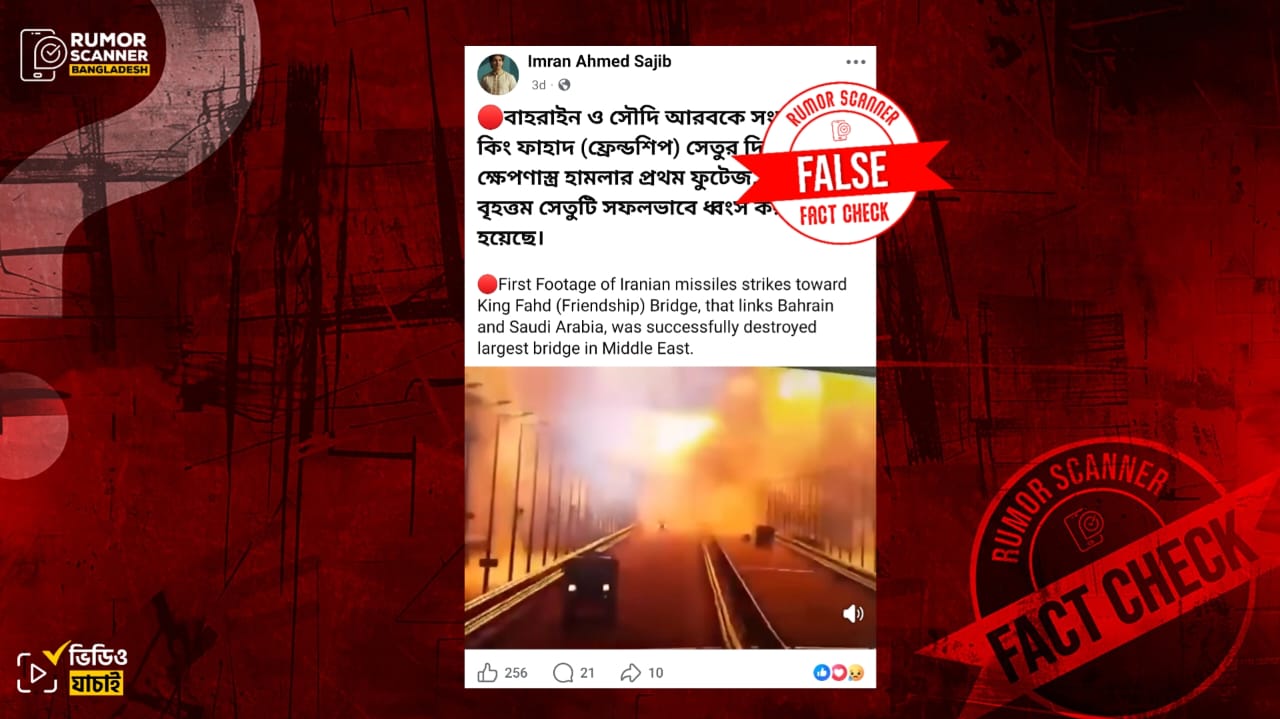 RUMOR
SCANNER
BANGLADESH
Imran Ahmed Sajib
3d
বাহরাইন ও সৌদি আরবকে
কিং ফাহাদ (ফ্রেন্ডশিপ) সেতুর
ক্ষেপণাস্ত্র হামলার প্রথম ফুটেজ
বৃহত্তম সেতুটি সফলভাবে ধ্বংস
হয়েছে।
RUMOR SCANNER
FALSE
FACT CHECK
First Footage of Iranian missiles strikes toward
King Fahd (Friendship) Bridge, that links Bahrain
and Saudi Arabia, was successfully destroyed
largest bridge in Middle East.
256 21 10
RUMOR SCANNER
FACT CHECK
ভিডিও
যাচাই